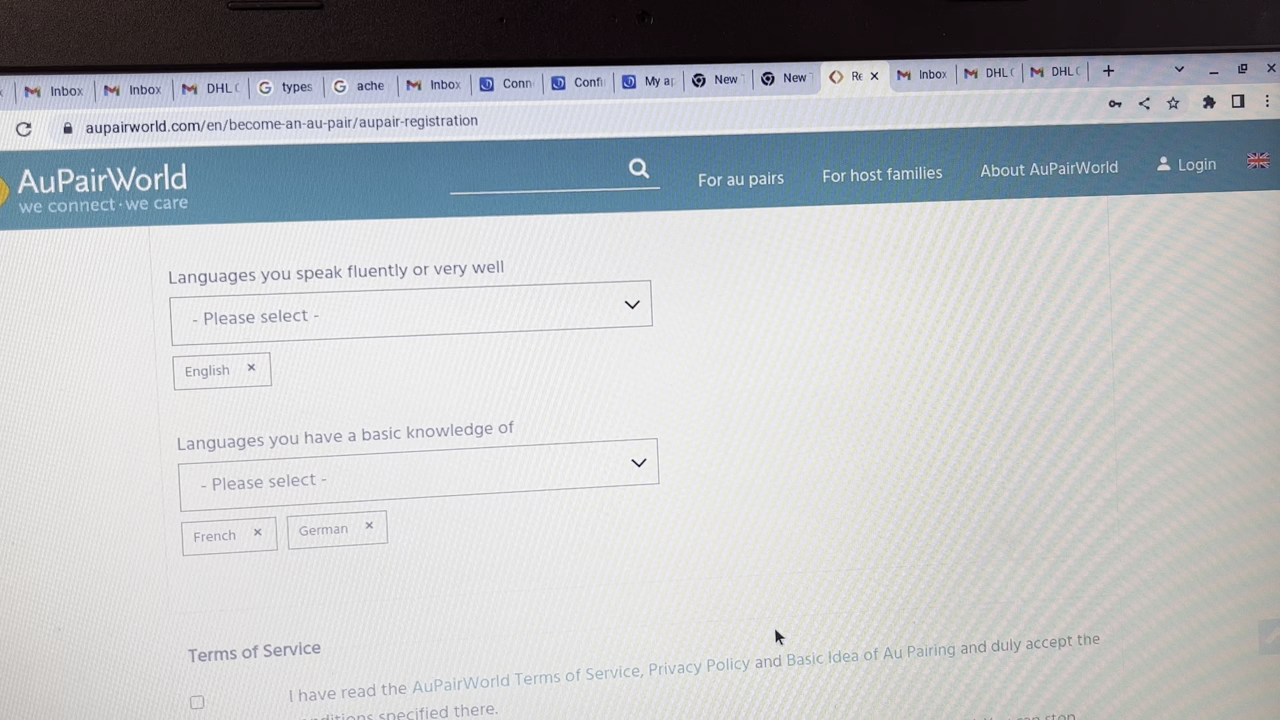 Inbox
Inbox
DHL
types
ache
Inbox
Conn
Confi
My a
New
New
Re
Inbox
DHL
DHL
aupairworld.com/en/become-an-au-pair/aupair-registration
AuPairWorld
we connect·we care
For au pairs
For host families
About AuPairWorld
Login
Languages you speak fluently or very well
- Please select -
English ×
Languages you have a basic knowledge of
- Please select -
French × German ×
Terms of Service
I have read the AuPairWorld Terms of Service, Privacy Policy and Basic Idea of Au Pairing and duly accept the
conditions specified there.
can stop